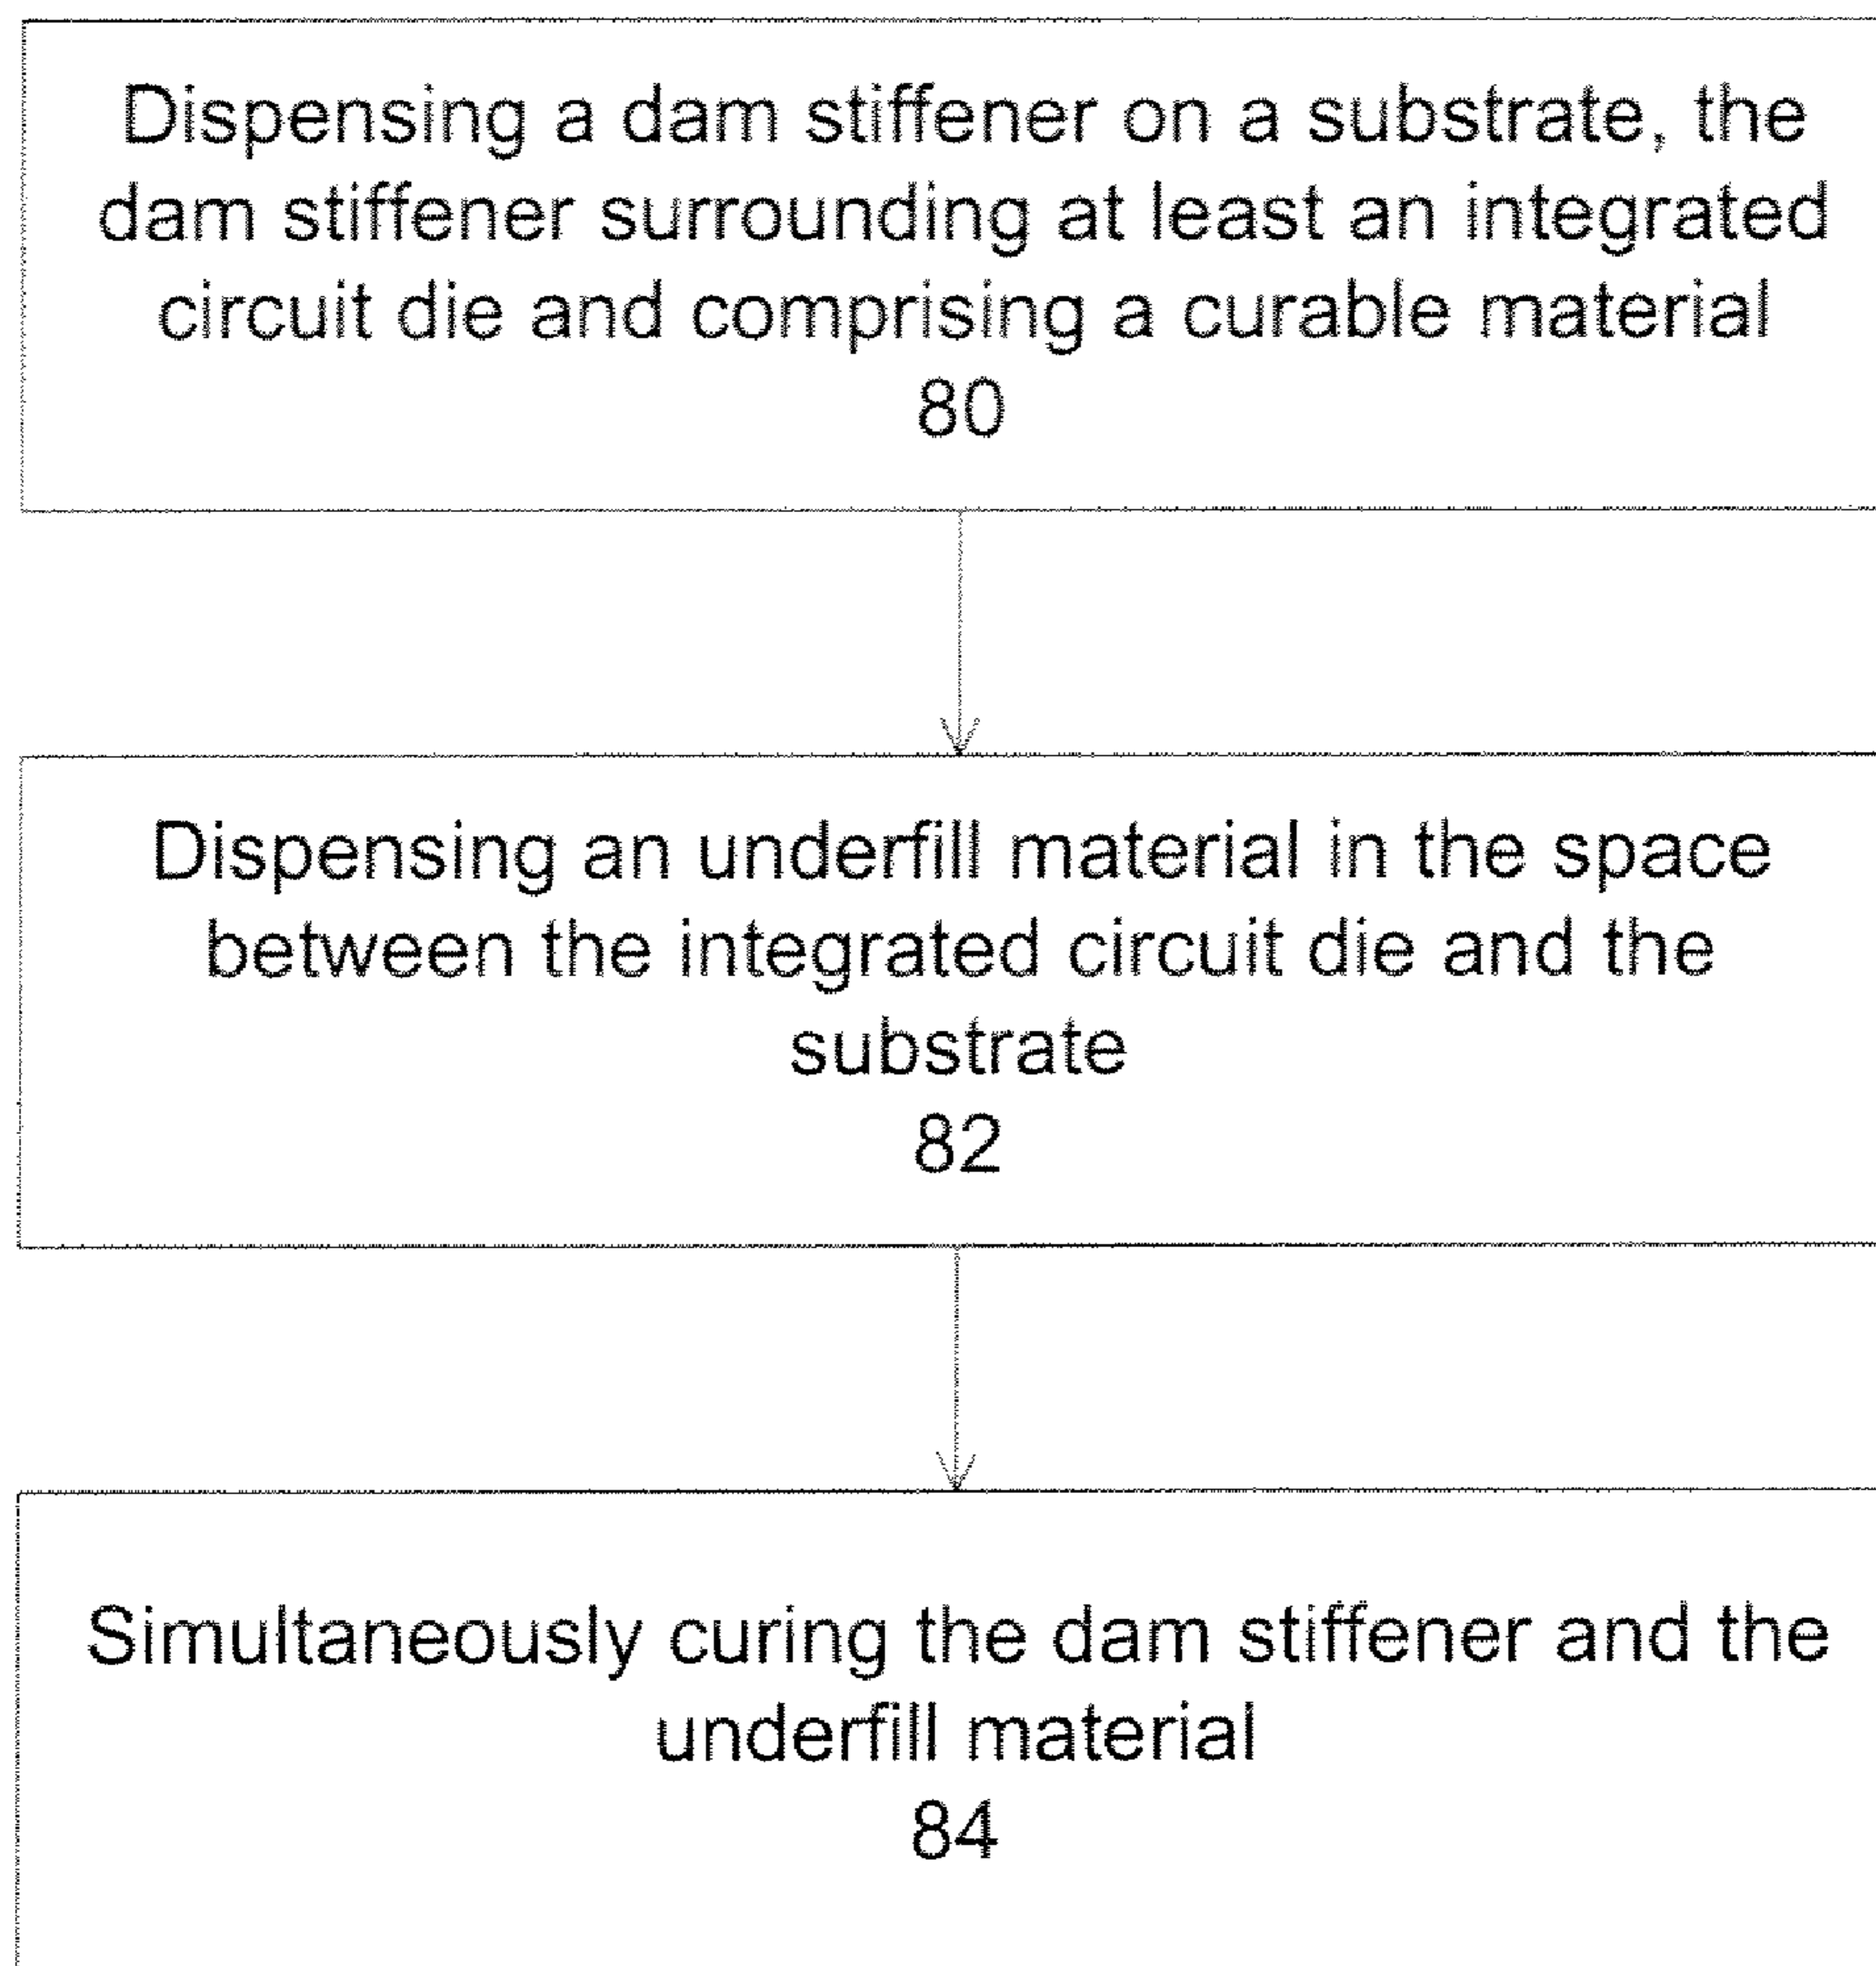 Dispensing a dam stiffener on a substrate, the
dam stiffener surrounding at least an integrated
circuit die and comprising a curable material
80
Dispensing an underfill material in the space
between the integrated circuit die and the
substrate
82
Simultaneously curing the dam stiffener and the
underfill material
84